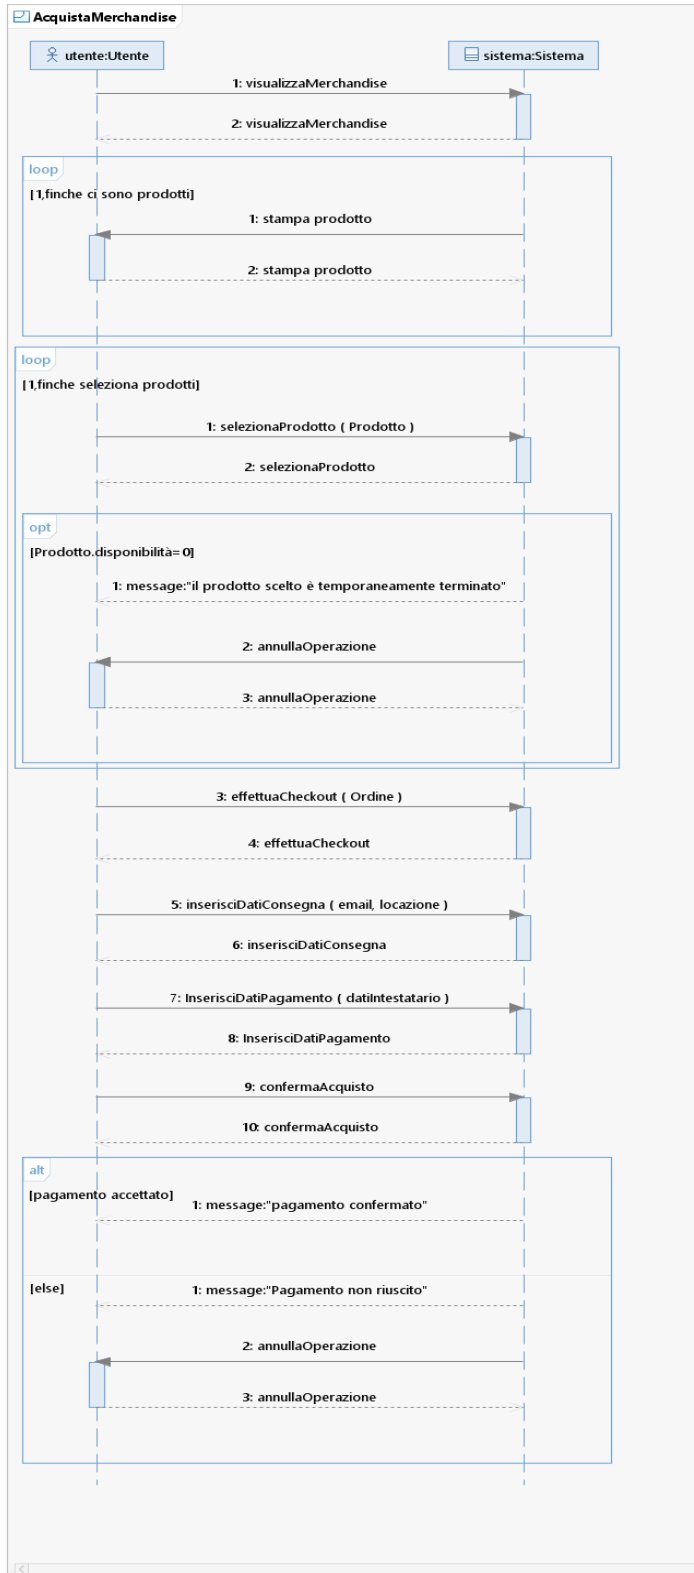 AcquistaMerchandise
utente:Utente
sistema:Sistema
1: visualizzaMerchandise
2: visualizzaMerchandise
loop
[1,finche ci sono prodotti]
1: stampa prodotto
2: stampa prodotto
loop
[1,finche seleziona prodotti]
1: selezionaProdotto ( Prodotto )
2: selezionaProdotto
opt
[Prodotto.disponibilità=0]
1: message:"il prodotto scelto è temporaneamente terminato"
2: annullaOperazione
3: annullaOperazione
3: effettuaCheckout ( Ordine )
4: effettuaCheckout
5: inserisciDatiConsegna ( email, locazione )
6: inserisciDatiConsegna
7: InserisciDatiPagamento ( datiIntestatario )
8: InserisciDatiPagamento
9: confermaAcquisto
10: confermaAcquisto
alt
[pagamento accettato]
1: message:"pagamento confermato"
[else]
1: message:"Pagamento non riuscito"
2: annullaOperazione
3: annullaOperazione